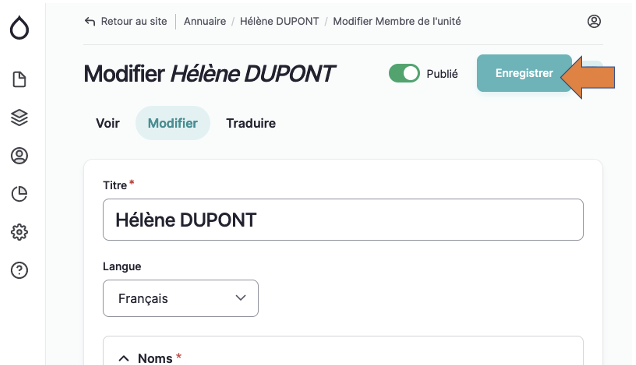 Retour au site | Annuaire / Hélène DUPONT / Modifier Membre de l'unité
Modifier Hélène DUPONT
Publié
Enregistrer
Voir Modifier Traduire
Titre *
Hélène DUPONT
Langue
Français
Noms *